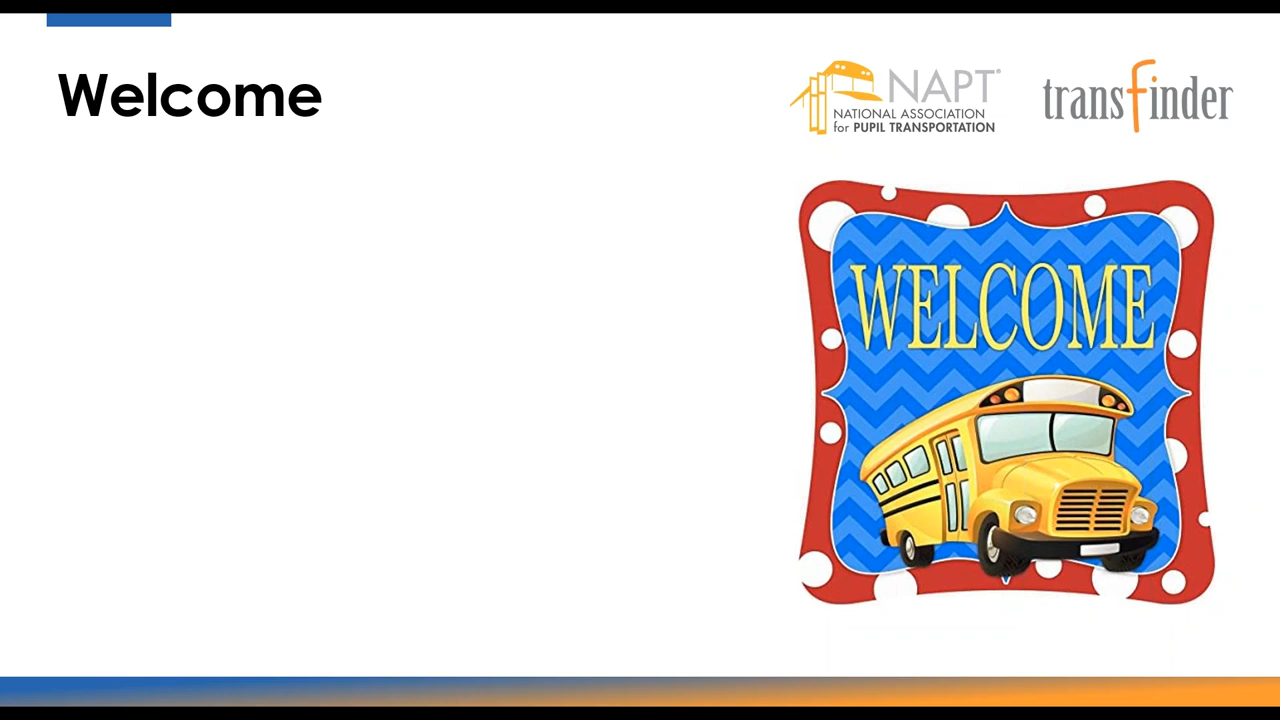 Welcome
NAPT®
NATIONAL ASSOCIATION
for PUPIL TRANSPORTATION
transfinder
WELCOME